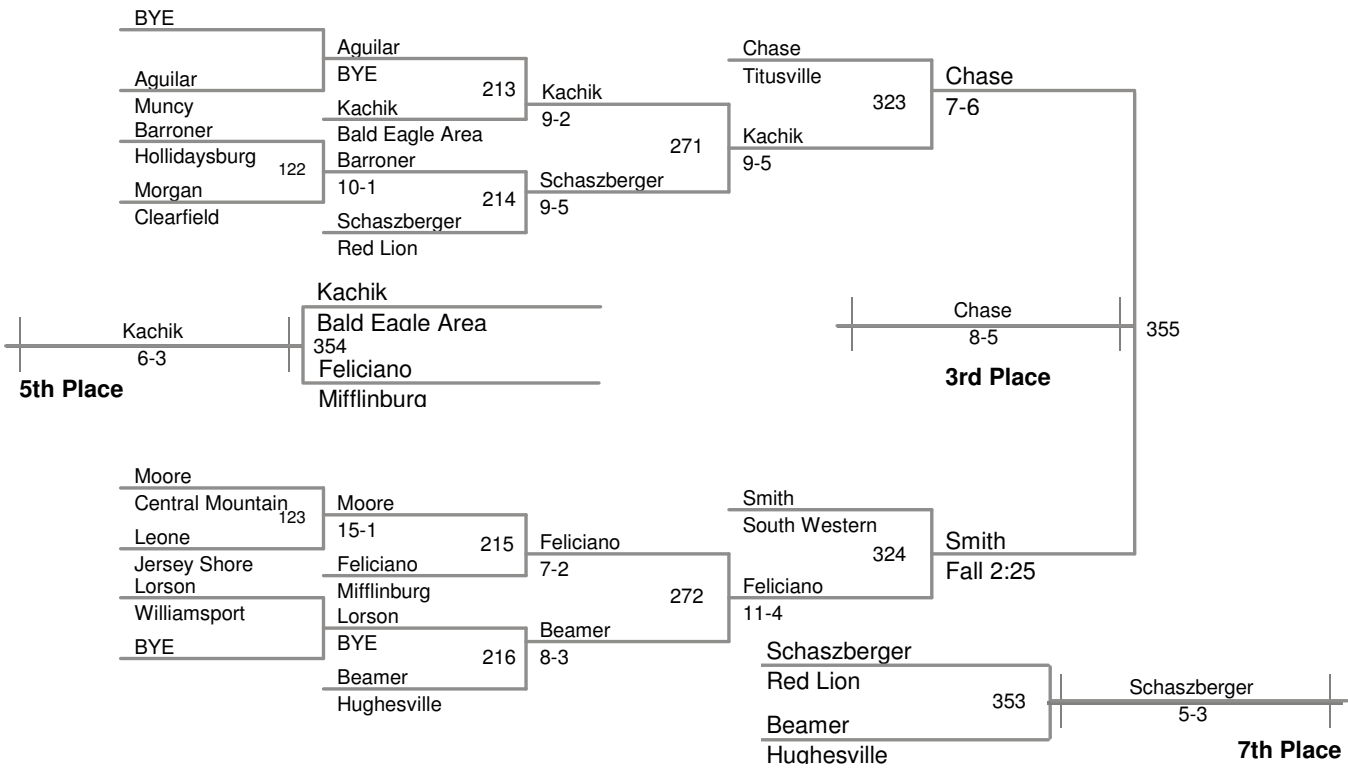 BYE
Aguilar
Muncy
Barroner
Hollidaysburg
122
Morgan
Clearfield
Aguilar
BYE
213
Kachik
Bald Eagle Area
Barroner
10-1
214
Schaszberger
Red Lion
Kachik
9-2
271
Schaszberger
9-5
Chase
Titusville
323
Kachik
9-5
Chase
7-6
Kachik
6-3
5th Place
Kachik
Bald Eagle Area
354
Feliciano
Mifflinburg
Chase
8-5
355
3rd Place
Moore
Central Mountain
123
Leone
Jersey Shore
Lorson
Williamsport
BYE
Moore
15-1
215
Feliciano
Mifflinburg
Lorson
BYE
216
Beamer
Hughesville
Feliciano
7-2
272
Beamer
8-3
Smith
South Western
324
Feliciano
11-4
Smith
Fall 2:25
Schaszberger
Red Lion
353
Beamer
Hughesville
Schaszberger
5-3
7th Place